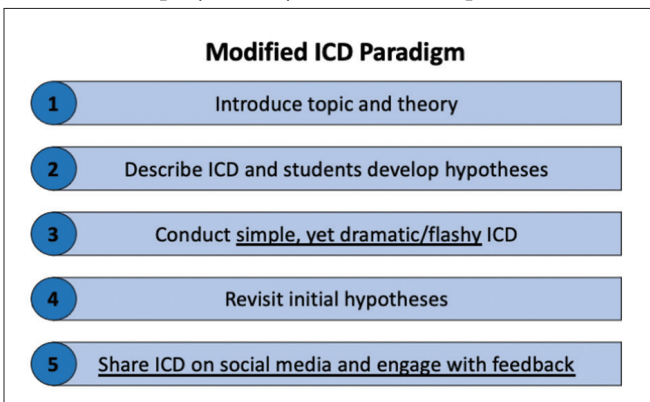 Modified ICD Paradigm
1 Introduce topic and theory
2 Describe ICD and students develop hypotheses
3 Conduct simple, yet dramatic/flashy ICD
4 Revisit initial hypotheses
5 Share ICD on social media and engage with feedback